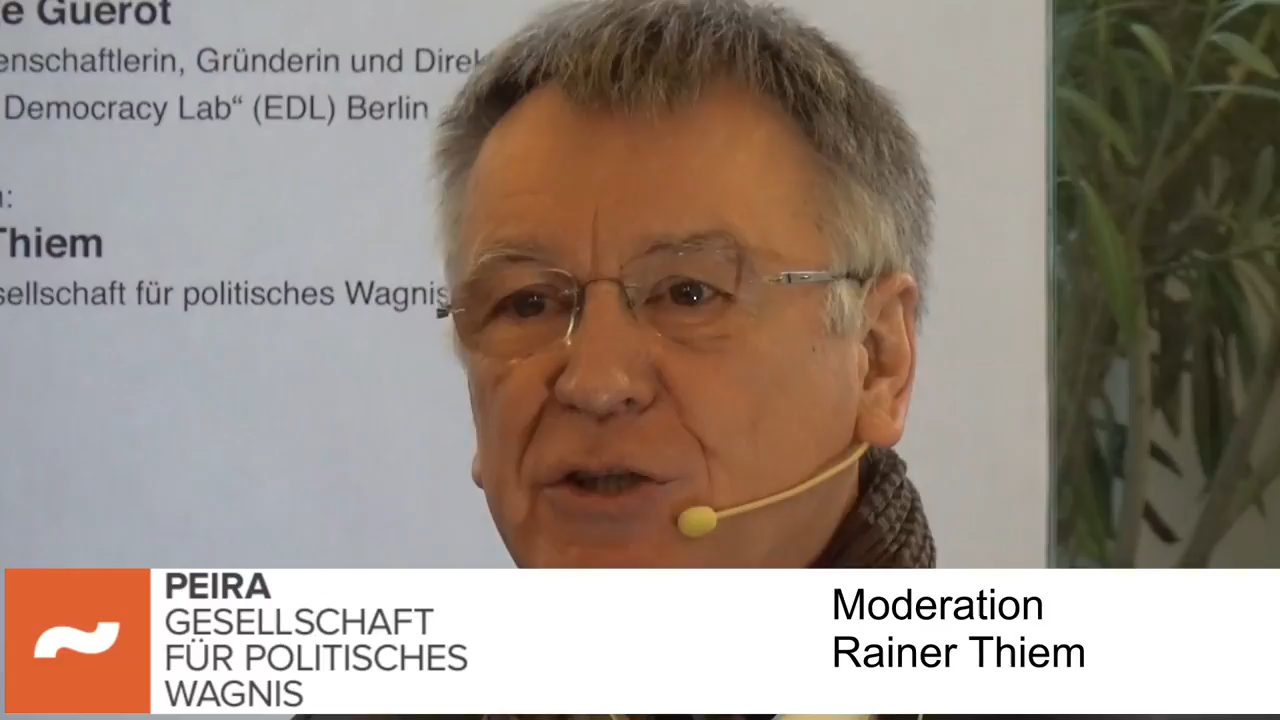 e Guérot
enschaftlerin, Gründerin und Direk
Democracy Lab“ (EDL) Berlin
:
Thiem
sellschaft für politisches Wagnis
PEIRA
GESELLSCHAFT
FÜR POLITISCHES
WAGNIS
Moderation
Rainer Thiem